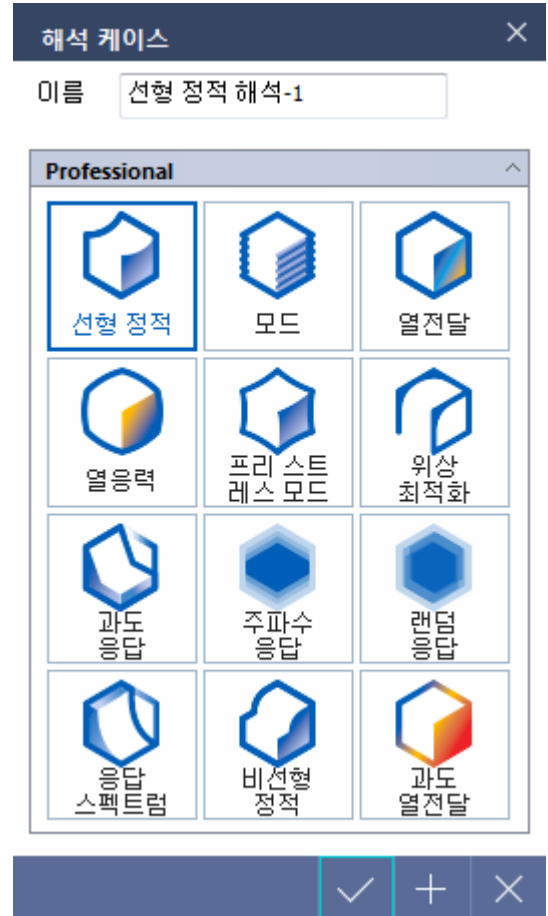 해석 케이스
이름 선형 정적 해석-1
Professional
선형 정적 모드 열전달
열응력
프리 스트
레스 모드
위상
최적화
과도
응답
주파수
응답
랜덤
응답
응답
스펙트럼
비선형
정적
과도
열전달